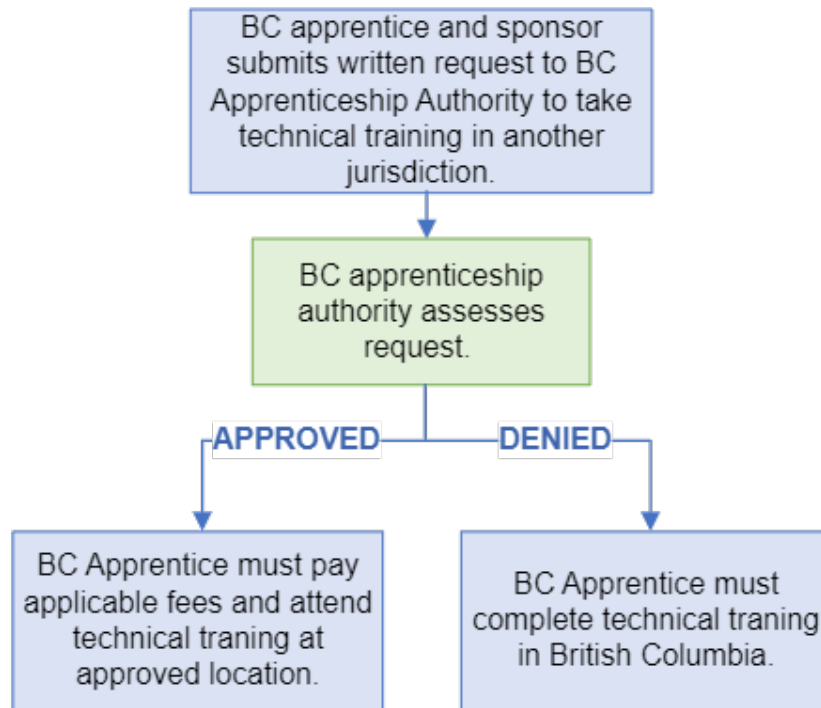 BC apprentice and sponsor
submits written request to BC
Apprenticeship Authority to take
technical training in another
jurisdiction.
BC apprenticeship
authority assesses
request.
APPROVED
DENIED
BC Apprentice must pay
applicable fees and attend
technical traning at
approved location.
BC Apprentice must
complete technical traning
in British Columbia.